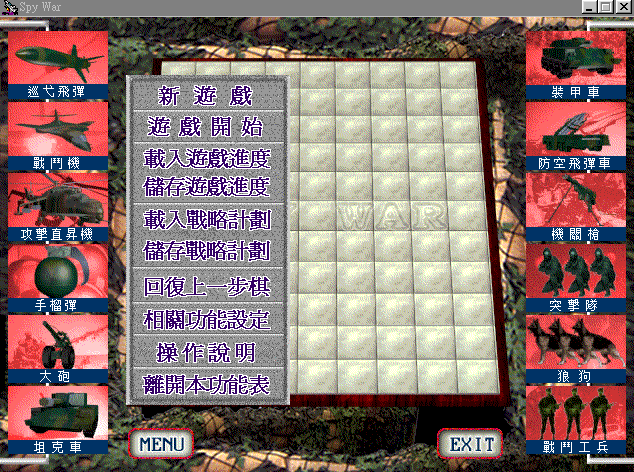 Spy War
巡弋飛彈
戰鬥機
攻擊直昇機
手榴彈
大砲
坦克車
新遊戲
遊戲開始
載入遊戲進度
儲存遊戲進度
載入戰略計劃
儲存戰略計劃
回復上一步棋
相關功能設定
操作說明
離開本功能表
WAR
裝甲車
防空飛彈車
機關槍
突擊隊
狼狗
戰鬥工兵
MENU
EXIT